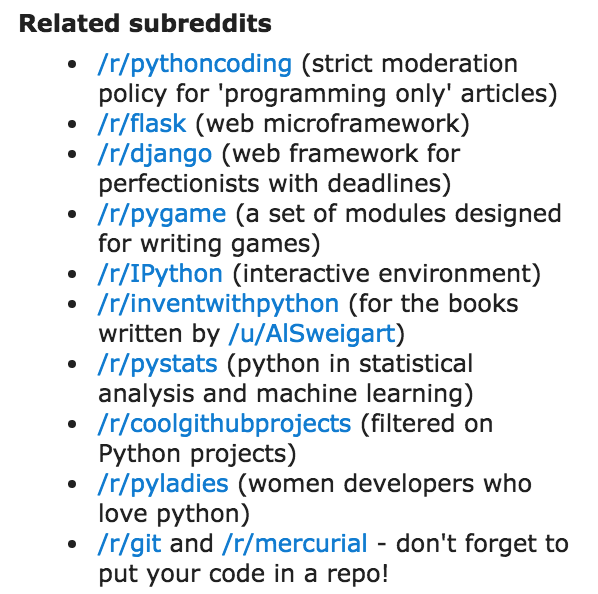 Related subreddits
• /r/pythoncoding (strict moderation
policy for 'programming only' articles)
• /r/flask (web microframework)
• /r/django (web framework for
perfectionists with deadlines)
• /r/pygame (a set of modules designed
for writing games)
• /r/IPython (interactive environment)
• /r/inventwithpython (for the books
written by /u/AlSweigart)
• /r/pystats (python in statistical
analysis and machine learning)
• /r/coolgithubprojects (filtered on
Python projects)
• /r/pyladies (women developers who
love python)
• /r/git and /r/mercurial - don't forget to
put your code in a repo!